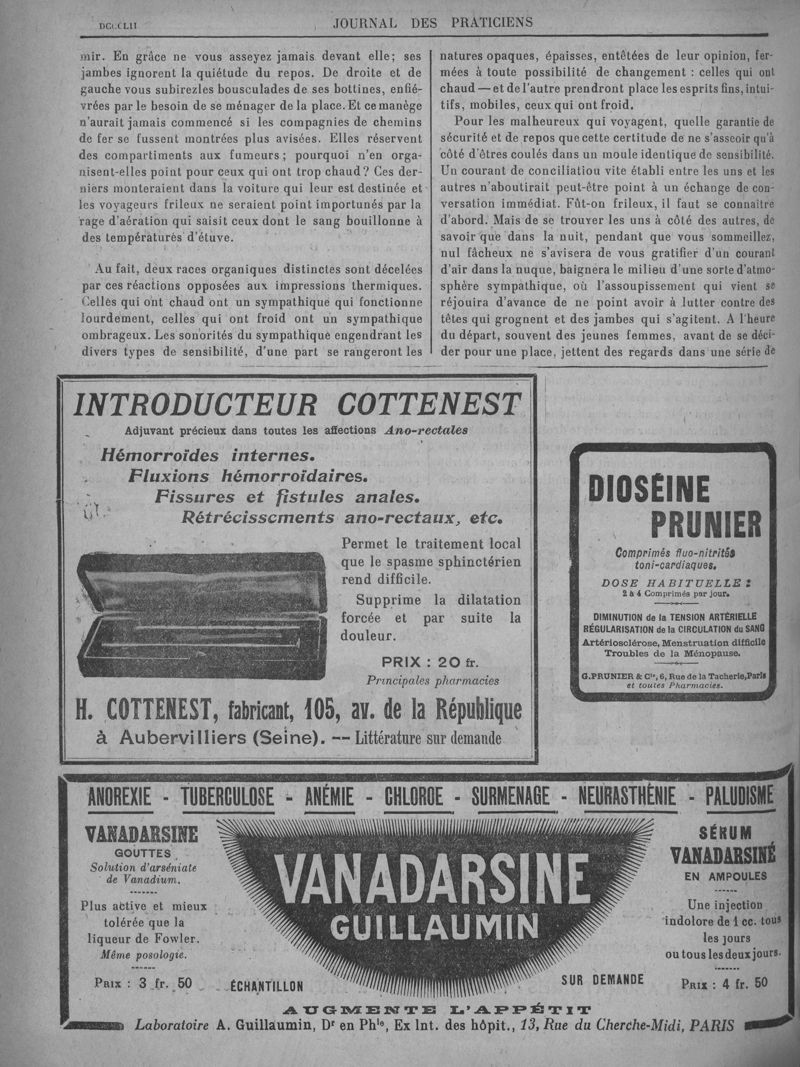 JOURNAL DES PRATICIENS
mir. En grâce ne vous asseyez jamais devant elle; ses
jambes ignorent la quiétude du repos. De droite et de
gauche vous subirezles bousculades de ses bottines, enfié-
vrées par le besoin de se ménager de la place. Et ce manège
n'aurait jamais commencé si les compagnies de chemins
de fer se fussent montrées plus avisées. Elles réservent
des compartiments aux fumeurs; pourquoi n'en orga-
nisent-elles point pour ceux qui ont trop chaud? Ces der-
niers monteraient dans la voiture qui leur est destinée et
les voyageurs frileux ne seraient point importunés par la
rage d'aération qui saisit ceux dont le sang bouillonne à
des températures d'étuve.
Au fait, deux races organiques distinctes sont décelées
par ces réactions opposées aux impressions thermiques.
Celles qui ont chaud ont un sympathique qui fonctionne
lourdement, celles qui ont froid ont un sympathique
ombrageux. Les sonorités du sympathique engendrant les
divers types de sensibilité, d'une part se rangeront les
natures opaques, épaisses, entêtées de leur opinion, fer-
mées à toute possibilité de changement : celles qui ont
chaud — et de l'autre prendront place les esprits fins, intui-
tifs, mobiles, ceux qui ont froid.
Pour les malheureux qui voyagent, quelle garantie de
sécurité et de repos que cette certitude de ne s'asseoir qu'à
côté d'êtres coulés dans un moule identique de sensibilité.
Un courant de conciliatiou vite établi entre les uns et les
autres n'aboutirait peut-être point à un échange de con-
versation immédiat. Fût-on frileux, il faut se connaître
d'abord. Mais de se trouver les uns à côté des autres, de
savoir que dans la nuit, pendant que vous sommeillez,
nul fâcheux ne s'avisera de vous gratifier d'un courant
d'air dans la nuque, baignera le milieu d'une sorte d'atmo-
sphère sympathique, où l'assoupissement qui vient se
réjouira d'avance de ne point avoir à lutter contre des
têtes qui grognent et des jambes qui s'agitent. A l'heure
du départ, souvent des jeunes femmes, avant de se déci-
der pour une place, jettent des regards dans une série de
INTRODUCTEUR COTTENEST
Adjuvant précieux dans toutes les affections Ano-rectales
Hémorroïdes internes.
Fluxions hémorroïdaires.
Fissures et fistules anales.
Rétrécissements ano-rectaux, etc.
Permet le traitement local
que le spasme sphinctérien
rend difficile.
Supprime la dilatation
forcée et par suite la
douleur.
PRIX : 20 fr.
Principales pharmacies
H. COTTENEST, fabricant, 105, av. de la République
à Aubervilliers (Seine). — Littérature sur demande
DIOSÉINE
PRUNIER
Comprimés fluo-nitrités
toni-cardiaques.
DOSE HABITUELLE :
2 à 4 Comprimés par jour.
DIMINUTION de la TENSION ARTÉRIELLE
RÉGULARISATION de la CIRCULATION du SANG
Artériosclérose, Menstruation difficile
Troubles de la Ménopause.
G. PRUNIER & Cie, 6, Rue de la Tacherie, Paris
et toutes Pharmacies.
ANOREXIE - TUBERCULOSE - ANÉMIE - CHLOROE - SURMENAGE - NEURASTHÉNIE - PALUDISME
VANADARSINE
GOUTTES
Solution d'arséniate
de Vanadium.
Plus active et mieux
tolérée que la
liqueur de Fowler.
Même posologie.
PRIX : 3 fr. 50
VANADARSINE
GUILLAUMIN
ÉCHANTILLON
SUR DEMANDE
SÉRUM
VANADARSINÉ
EN AMPOULES
Une injection
indolore de 1 cc. tous
les jours
ou tous les deux jours.
PRIX : 4 fr. 50
AUGMENTE L'APPÉTIT
Laboratoire A. Guillaumin, Dr en Phie, Ex Int. des hôpit., 13, Rue du Cherche-Midi, PARIS